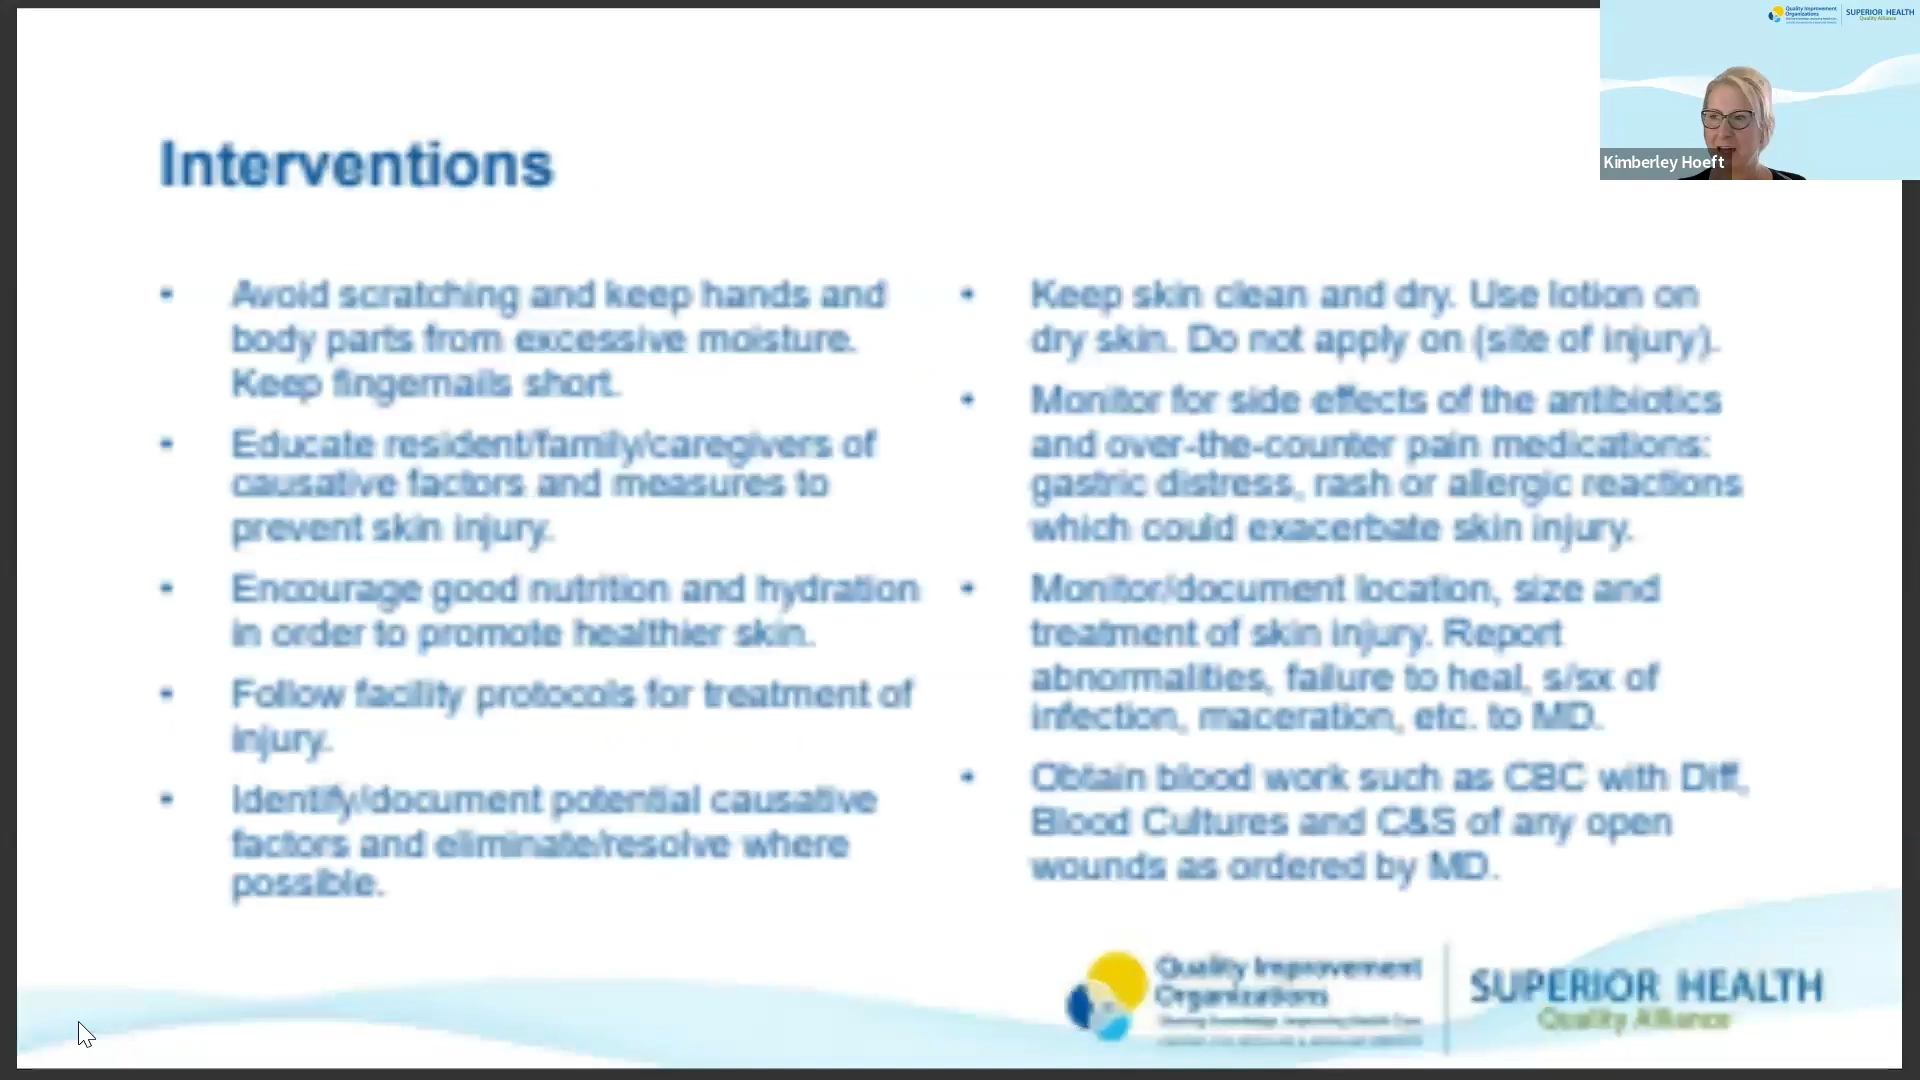 Interventions
• Avoid scratching and keep hands and
body parts from excessive moisture.
Keep fingernails short.
• Educate resident/family/caregivers of
causative factors and measures to
prevent skin injury.
• Encourage good nutrition and hydration
in order to promote healthier skin.
• Follow facility protocols for treatment of
injury.
• Identify/document potential causative
factors and eliminate/resolve where
possible.
• Keep skin clean and dry. Use lotion on
dry skin. Do not apply on (site of injury).
• Monitor for side effects of the antibiotics
and over-the-counter pain medications:
gastric distress, rash or allergic reactions
which could exacerbate skin injury.
• Monitor/document location, size and
treatment of skin injury. Report
abnormalities, failure to heal, s/sx of
infection, maceration, etc. to MD.
• Obtain blood work such as CBC with Diff,
Blood Cultures and C&S of any open
wounds as ordered by MD.
Quality Improvement
Organizations
SUPERIOR HEALTH
Quality Alliance
Quality Improvement
Organizations
SUPERIOR HEALTH
Quality Alliance
Kimberley Hoeft